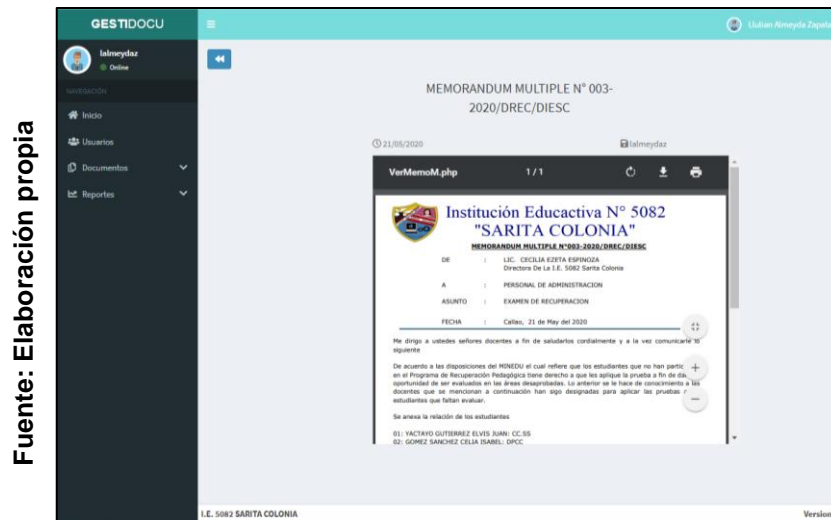 Fuente: Elaboración propia
GESTIDOCU
Liulian Almeyda Zapata
lalmeydaz
Online
NAVEGACIÓN
Inicio
Usuarios
Documentos
Reportes
MEMORANDUM MULTIPLE N° 003-
2020/DREC/DIESC
21/05/2020 lalmeydaz
VerMemoM.php 1 / 1
Institución Educactiva N° 5082
"SARITA COLONIA"
MEMORANDUM MULTIPLE N°003-2020/DREC/DIESC
DE : LIC. CECILIA EZETA ESPINOZA
Directora De La I.E. 5082 Sarita Colonia
A : PERSONAL DE ADMINISTRACION
ASUNTO : EXAMEN DE RECUPERACION
FECHA : Callao, 21 de May del 2020
Me dirigo a ustedes señores docentes a fin de saludarlos cordialmente y a la vez comunicarle lo
siguiente
De acuerdo a las disposiciones del MINEDU el cual refiere que los estudiantes que no han partic
en el Programa de Recuperación Pedagógica tiene derecho a que les aplique la prueba a fin de
oportunidad de ser evaluados en las áreas desaprobadas. Lo anterior se le hace de conocimiento a las
docentes que se mencionan a continuación han sigo designadas para aplicar las pruebas
estudiantes que faltan evaluar.
Se anexa la relación de los estudiantes
01: YACTAYO GUTIERREZ ELVIS JUAN: CC.SS
02: GOMEZ SANCHEZ CELIA ISABEL: DPCC
I.E. 5082 SARITA COLONIA Version